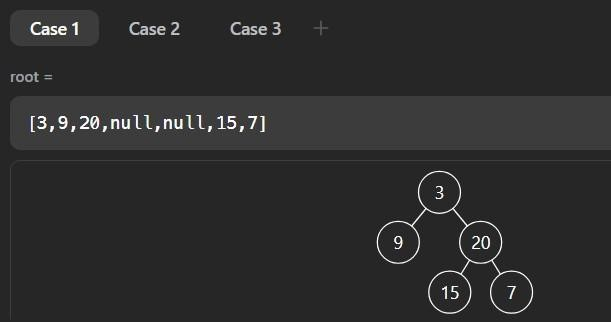 Case 1 Case 2 Case 3 +
root =
[3,9,20,null,null,15,7]
3
9 20
15 7